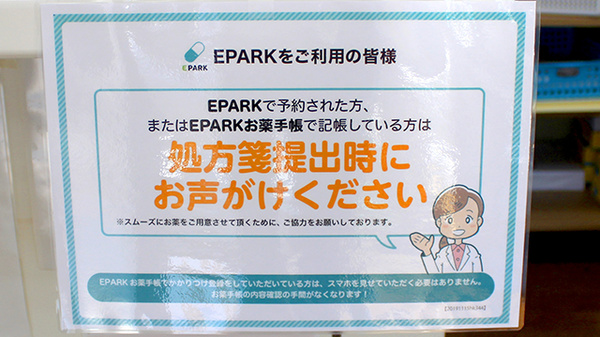 EPARK
EPARKをご利用の皆様
EPARKで予約された方、
またはEPARKお薬手帳で記帳している方は
処方箋提出時に
お声がけください
※スムーズにお薬をご用意させて頂くために、ご協力をお願いしております。
EPARK お薬手帳でかかりつけ登録をしていただいている方は、スマホを見せていただく必要はありません。
お薬手帳の内容確認の手間がなくなります!